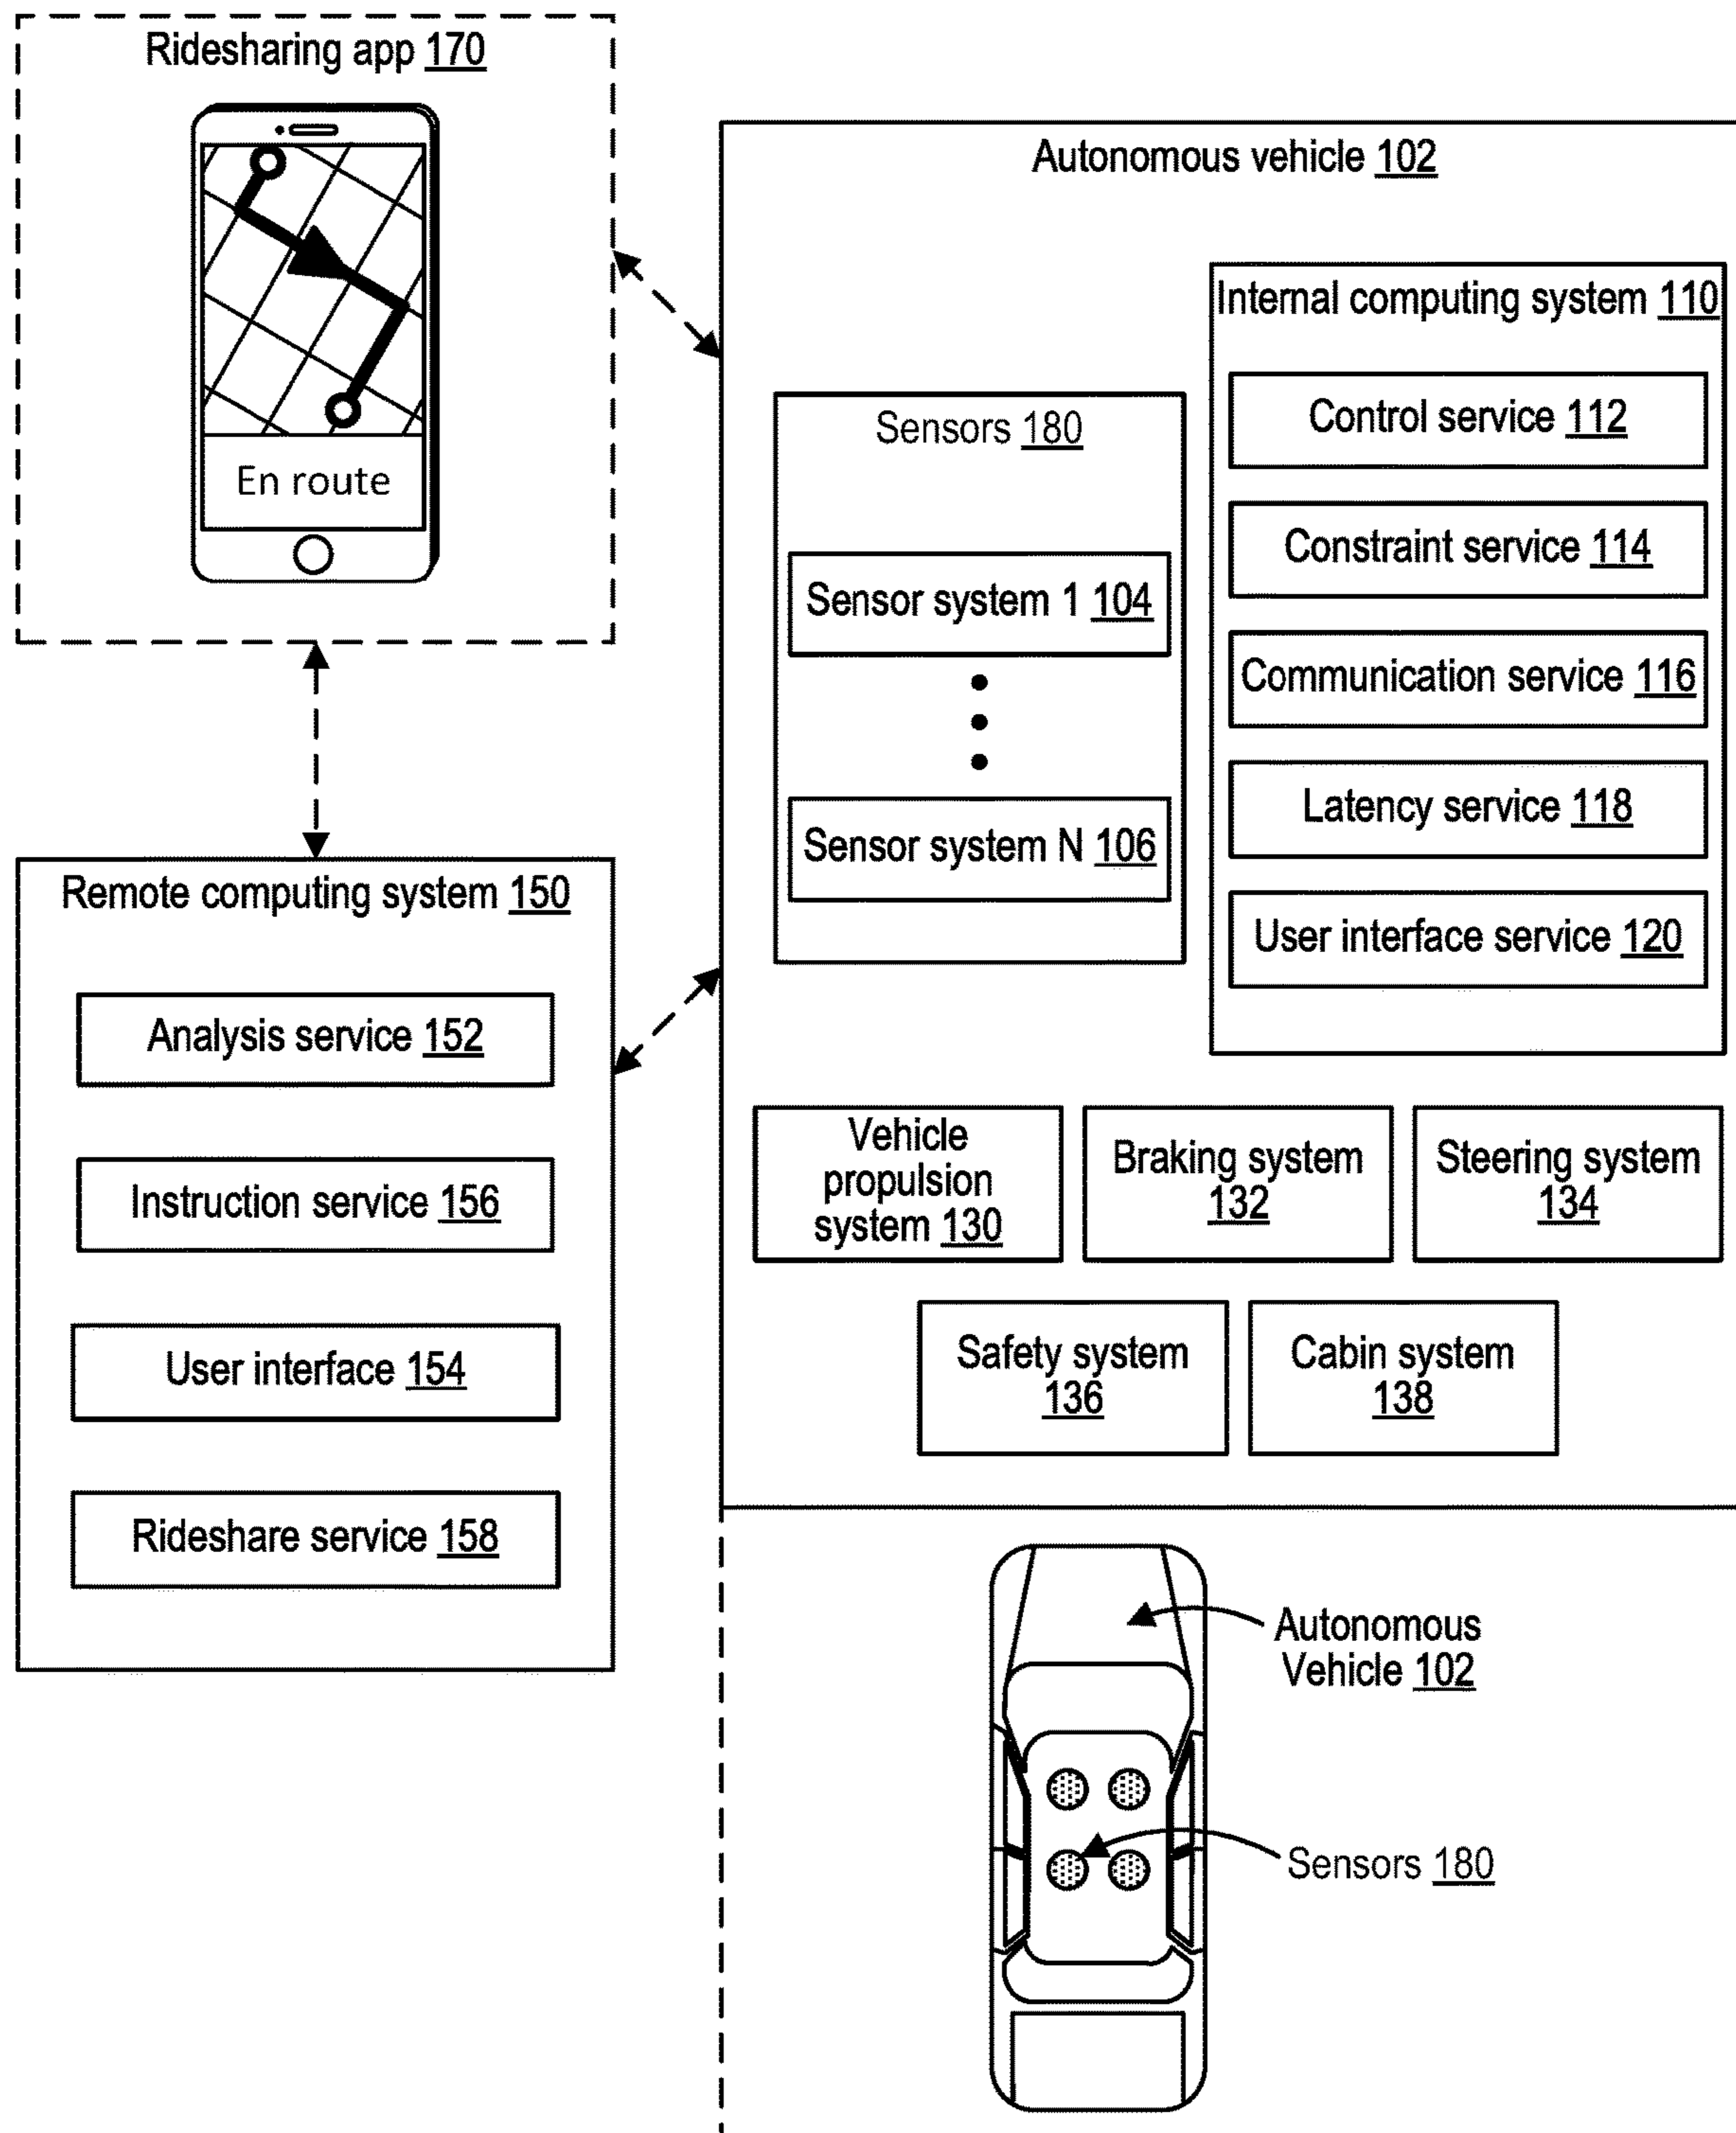 Ridesharing app 170
En route
Autonomous vehicle 102
Internal computing system 110
Control service 112
Constraint service 114
Communication service 116
Latency service 118
User interface service 120
Sensors 180
Sensor system 1 104
Sensor system N 106
Remote computing system 150
Analysis service 152
Instruction service 156
User interface 154
Rideshare service 158
Vehicle
propulsion
system 130
Braking system
132
Steering system
134
Safety system
136
Cabin system
138
Autonomous
Vehicle 102
Sensors 180